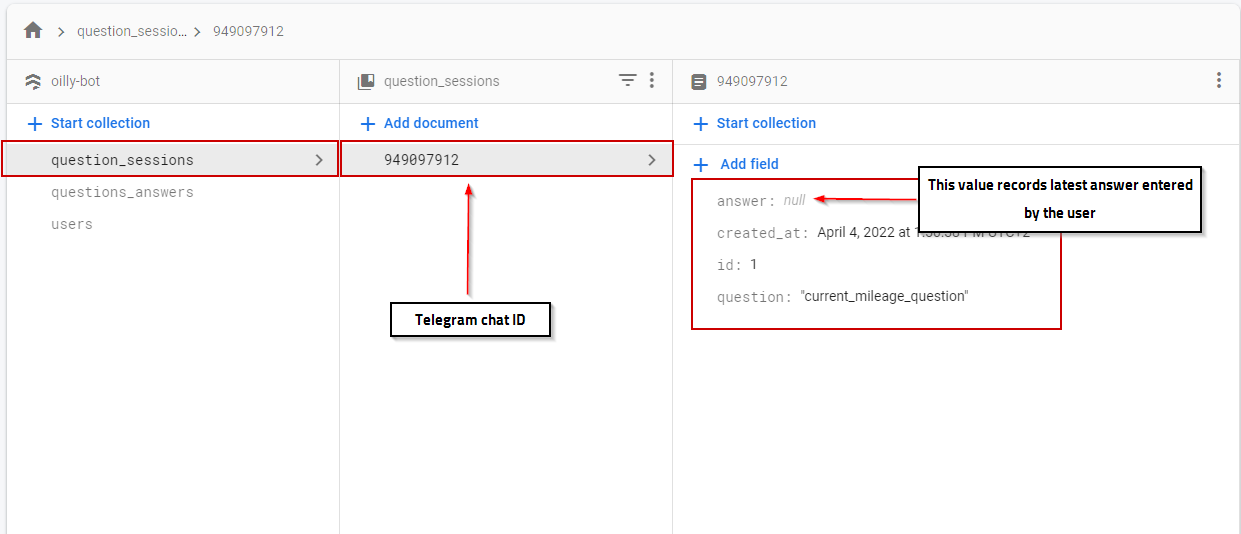 question_sessio... 949097912
oilly-bot
question_sessions
949097912
Start collection
Add document
Start collection
question_sessions
949097912
Add field
questions_answers
users
answer: null
This value records latest answer entered
by the user
created_at: April 4, 2022 at
id: 1
question: "current_mileage_question"
Telegram chat ID